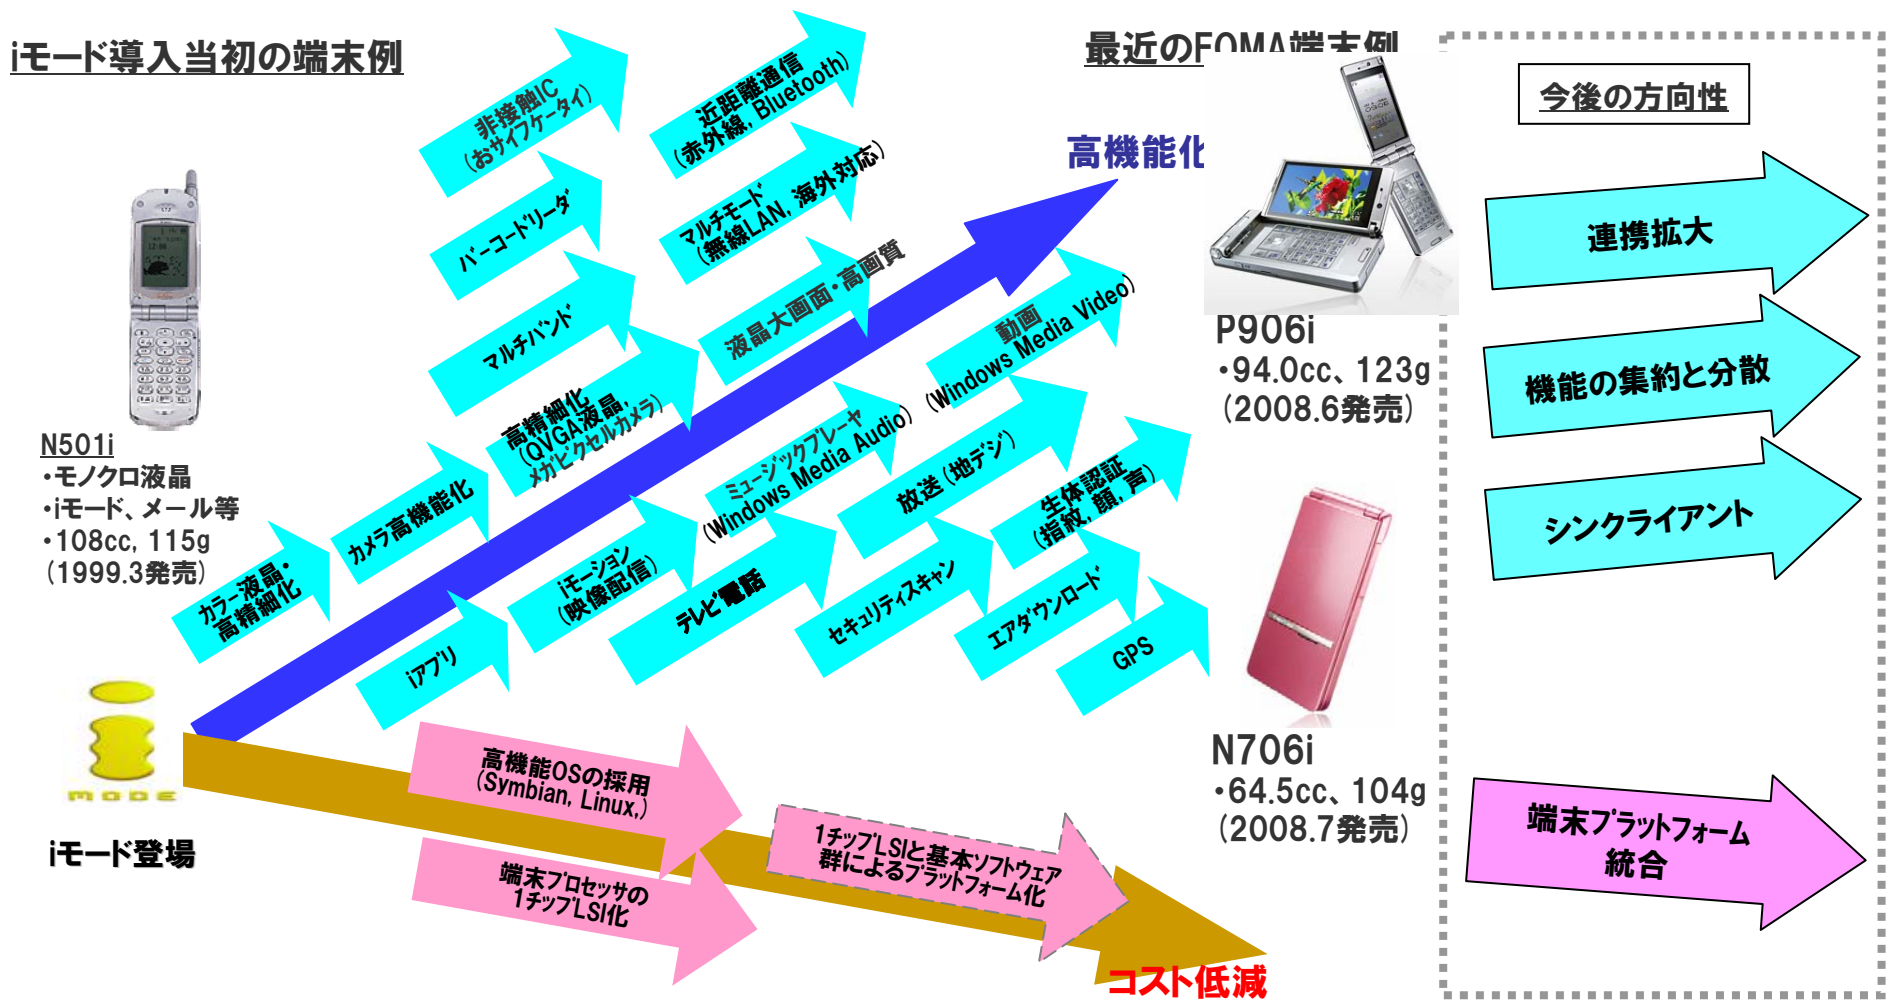 iモード導入当初の端末例
N501i
・モノクロ液晶
・iモード、メール等
・108cc, 115g
(1999.3発売)
MODE
iモード登場
非接触IC
(おサイフケータイ)
近距離通信
(赤外線, Bluetooth)
バーコードリーダ
マルチモード
(無線LAN, 海外対応)
マルチバンド
液晶大画面・高画質
高精細化
(QVGA液晶,
メガピクセルカメラ)
カメラ高機能化
カラー液晶・
高精細化
高機能化
動画
(Windows Media Video)
ミュージックプレーヤ
(Windows Media Audio)
放送(地デジ)
生体認証
(指紋, 顔, 声)
iモーション
(映像配信)
テレビ電話
セキュリティスキャン
エアダウンロード
iアプリ
GPS
高機能OSの採用
(Symbian, Linux,)
端末プロセッサの
1チップLSI化
1チップLSIと基本ソフトウェア
群によるプラットフォーム化
コスト低減
最近のFOMA端末例
P906i
・94.0cc、123g
(2008.6発売)
N706i
・64.5cc、104g
(2008.7発売)
今後の方向性
連携拡大
機能の集約と分散
シンクライアント
端末プラットフォーム
統合